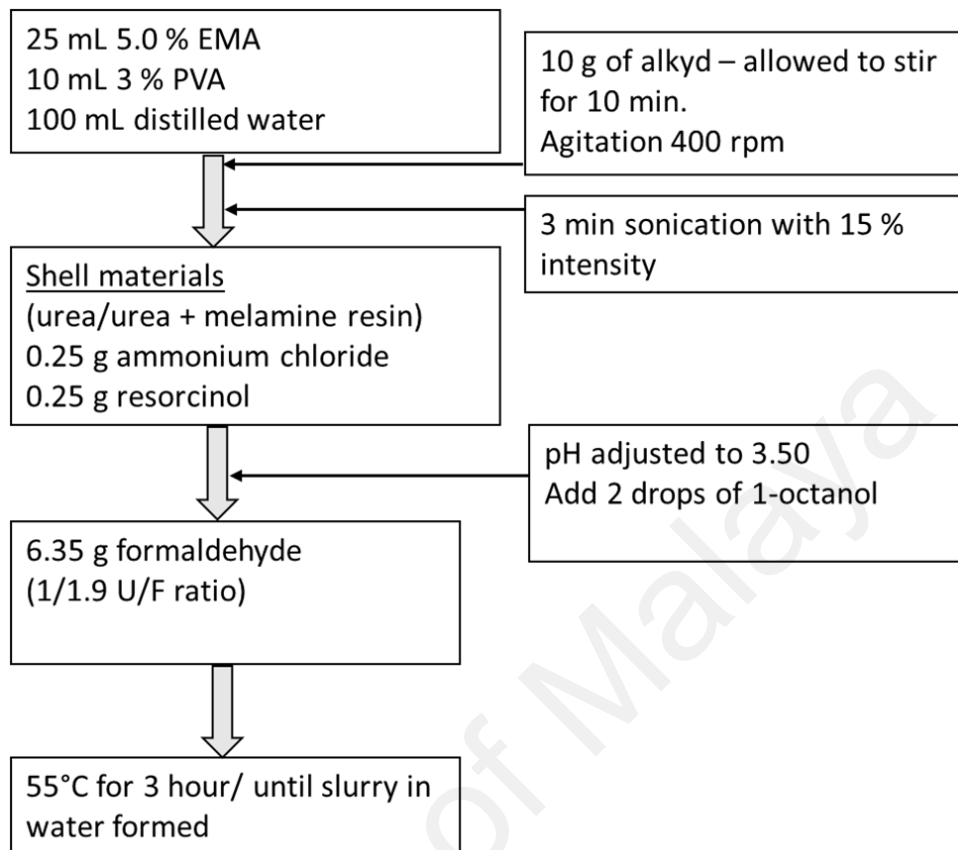 25 mL 5.0 % EMA
10 mL 3 % PVA
100 mL distilled water
10 g of alkyd – allowed to stir
for 10 min.
Agitation 400 rpm
3 min sonication with 15 %
intensity
Shell materials
(urea/urea + melamine resin)
0.25 g ammonium chloride
0.25 g resorcinol
pH adjusted to 3.50
Add 2 drops of 1-octanol
6.35 g formaldehyde
(1/1.9 U/F ratio)
55°C for 3 hour/ until slurry in
water formed
of Malaya